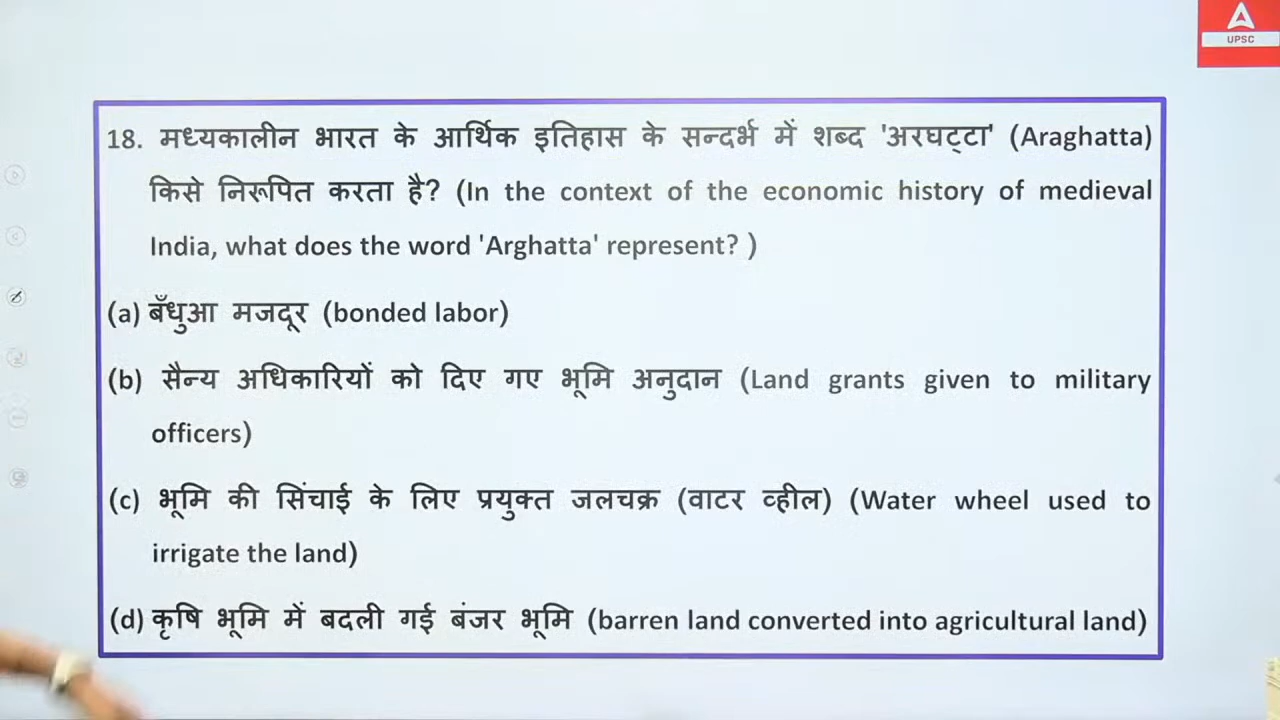 UPSC
18. मध्यकालीन भारत के आर्थिक इतिहास के सन्दर्भ में शब्द 'अरघट्टा' (Araghatta)
किसे निरूपित करता है? (In the context of the economic history of medieval
India, what does the word 'Arghatta' represent? )
(a) बँधुआ मजदूर (bonded labor)
(b) सैन्य अधिकारियों को दिए गए भूमि अनुदान (Land grants given to military
officers)
(c) भूमि की सिंचाई के लिए प्रयुक्त जलचक्र (वाटर व्हील) (Water wheel used to
irrigate the land)
(d) कृषि भूमि में बदली गई बंजर भूमि (barren land converted into agricultural land)